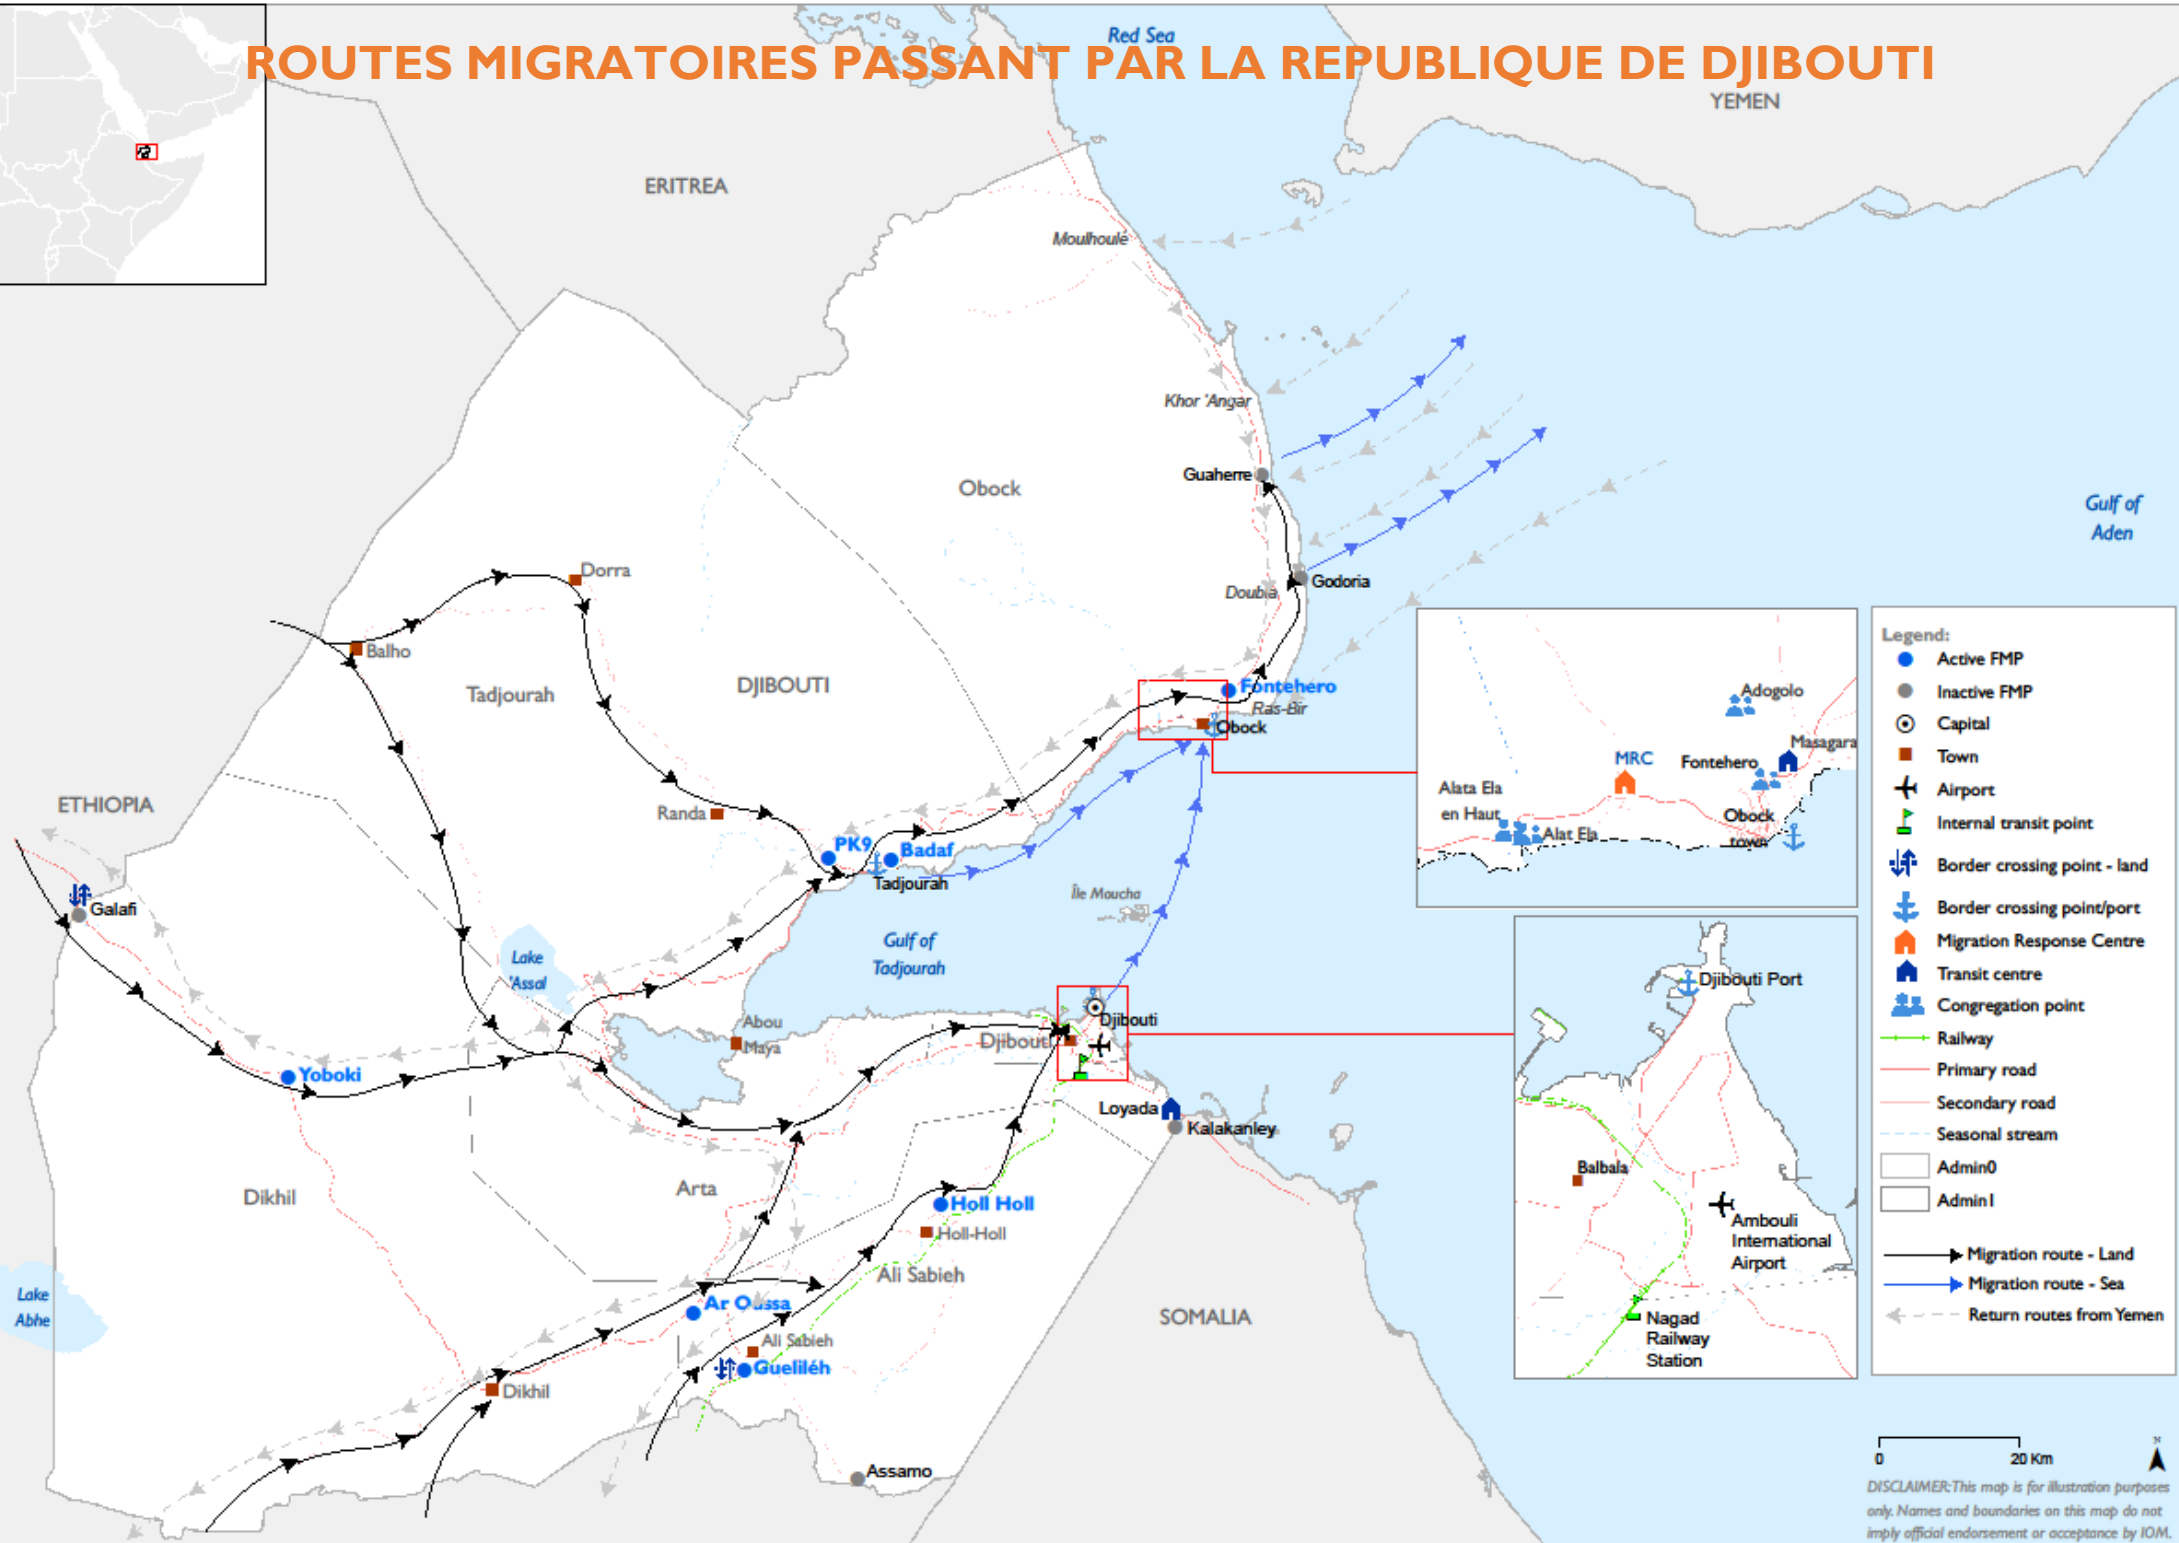 ROUTES MIGRATOIRES PASSANT PAR LA REPUBLIQUE DE DJIBOUTI
Red Sea
YEMEN
ERITREA
Moulhoulé
Khor 'Angar
Guaherre
Obock
Gulf of
Aden
Dorra
Godoria
Doubia
Balho
Tadjourah
DJIBOUTI
Fontehero
Ras-Bir
Obock
ETHIOPIA
Randa
PK9
Badaf
Tadjourah
Île Moucha
Galafi
Gulf of
Tadjourah
Lake
'Assal
Abou
Maya
Djibouti
Djibouti
Yoboki
Loyada
Kalakanley
Dikhil
Arta
Holl Holl
Holl-Holl
Ali Sabieh
Lake
Abhe
Ar Oussa
SOMALIA
Ali Sabieh
Gueliléh
Dikhil
Assamo
Adogolo
Masagara
MRC
Fontehero
Alata Ela
en Haut
Alat Ela
Obock
town
Djibouti Port
Balbala
Ambouli
International
Airport
Nagad
Railway
Station
Legend:
Active FMP
Inactive FMP
Capital
Town
Airport
Internal transit point
Border crossing point - land
Border crossing point/port
Migration Response Centre
Transit centre
Congregation point
Railway
Primary road
Secondary road
Seasonal stream
Admin0
Admin1
Migration route - Land
Migration route - Sea
Return routes from Yemen
0 20 Km
N
DISCLAIMER: This map is for illustration purposes
only. Names and boundaries on this map do not
imply official endorsement or acceptance by IOM.